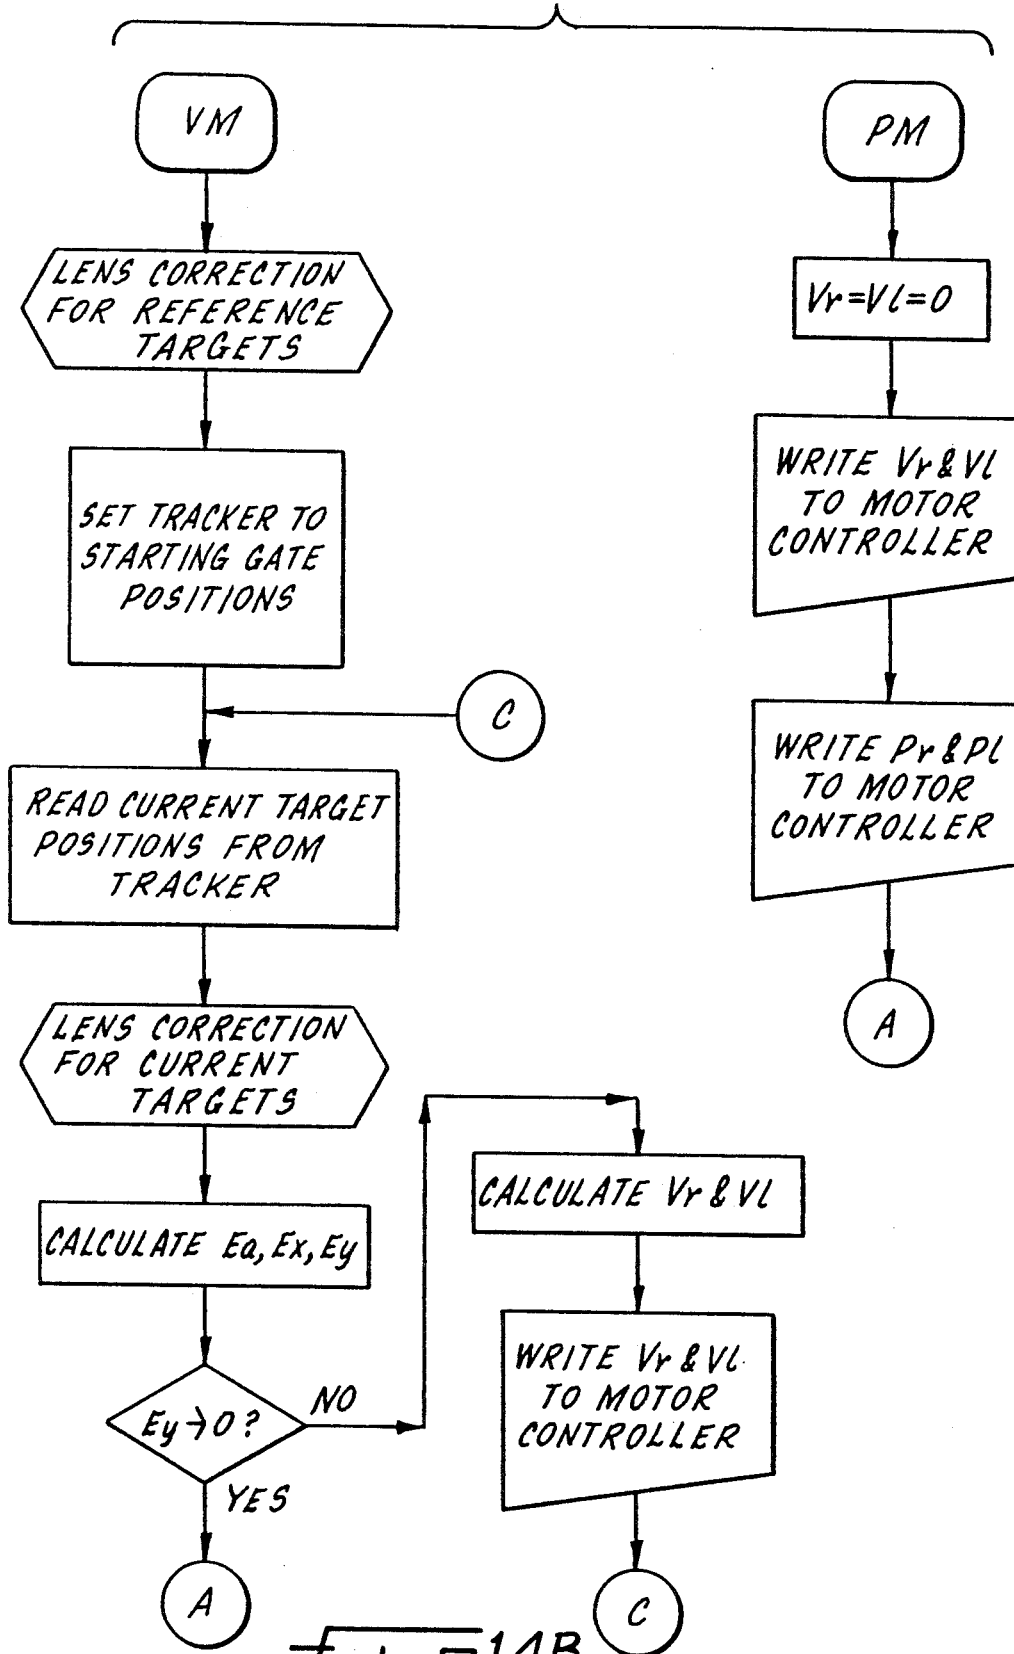 VM
LENS CORRECTION
FOR REFERENCE
TARGETS
SET TRACKER TO
STARTING GATE
POSITIONS
C
READ CURRENT TARGET
POSITIONS FROM
TRACKER
LENS CORRECTION
FOR CURRENT
TARGETS
CALCULATE Ea, Ex, Ey
Ey→0?
NO
YES
A
CALCULATE Vr & Vl
WRITE Vr & Vl
TO MOTOR
CONTROLLER
C
PM
Vr=Vl=0
WRITE Vr & Vl
TO MOTOR
CONTROLLER
WRITE Pr & Pl
TO MOTOR
CONTROLLER
A
14B